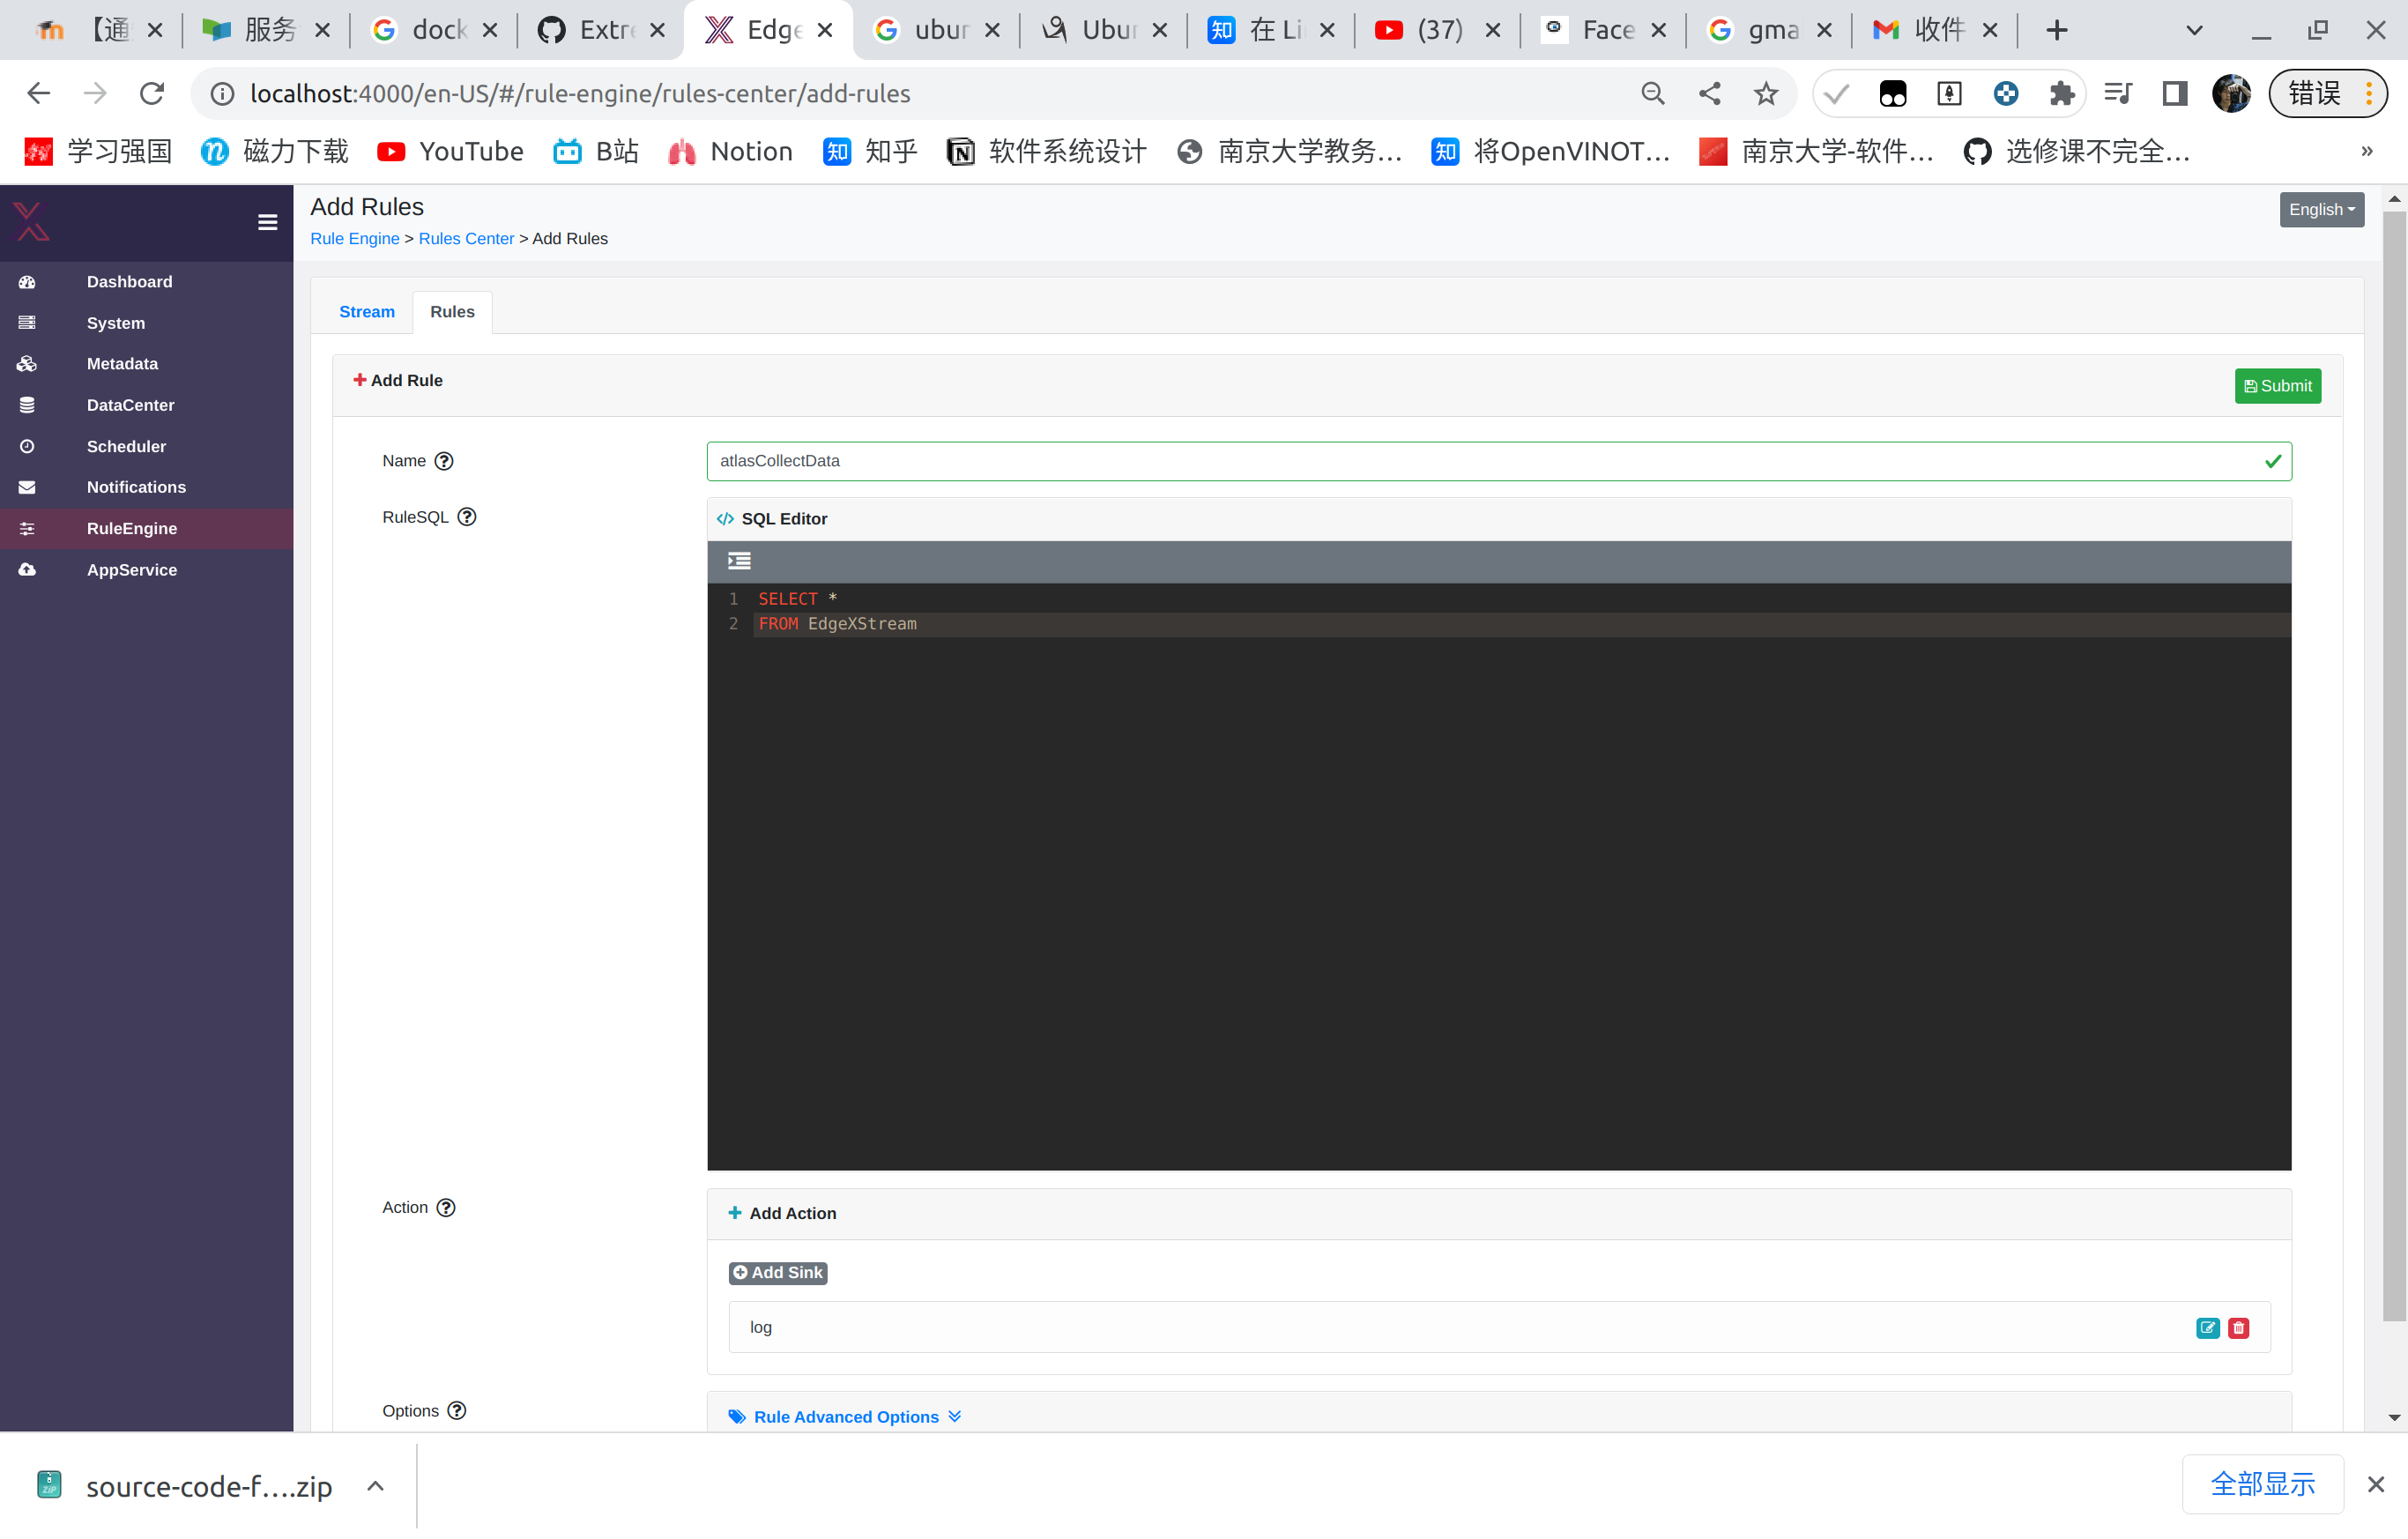 【通
服务
dock
Extre
Edge
ubur
Ubur
在 Li
(37)
Face
gma
收件
localhost:4000/en-US/#/rule-engine/rules-center/add-rules
错误
学习强国
磁力下载
YouTube
B站
Notion
知乎
软件系统设计
南京大学教务...
将OpenVINOT...
南京大学-软件...
选修课不完全...
»
Add Rules
English
Rule Engine > Rules Center > Add Rules
Dashboard
System
Metadata
DataCenter
Scheduler
Notifications
RuleEngine
AppService
Stream
Rules
Add Rule
Submit
Name
atlasCollectData
RuleSQL
SQL Editor
1 SELECT *
2 FROM EdgeXStream
Action
Add Action
Add Sink
log
Options
Rule Advanced Options
source-code-f....zip
全部显示